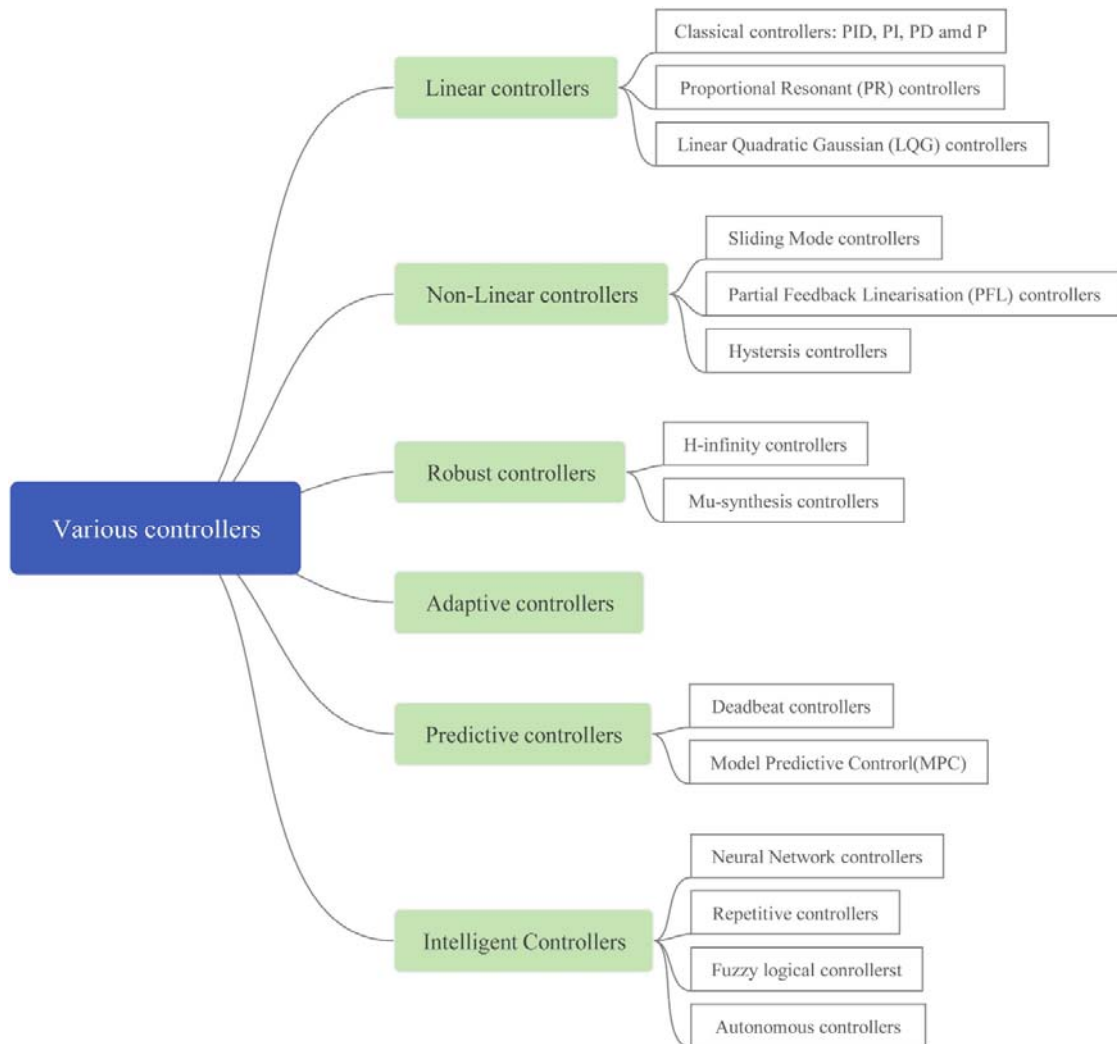 Various controllers
Linear controllers
Classical controllers: PID, PI, PD amd P
Proportional Resonant (PR) controllers
Linear Quadratic Gaussian (LQG) controllers
Non-Linear controllers
Sliding Mode controllers
Partial Feedback Linearisation (PFL) controllers
Hystersis controllers
Robust controllers
H-infinity controllers
Mu-synthesis controllers
Adaptive controllers
Predictive controllers
Deadbeat controllers
Model Predictive Controrl(MPC)
Intelligent Controllers
Neural Network controllers
Repetitive controllers
Fuzzy logical conrollerst
Autonomous controllers